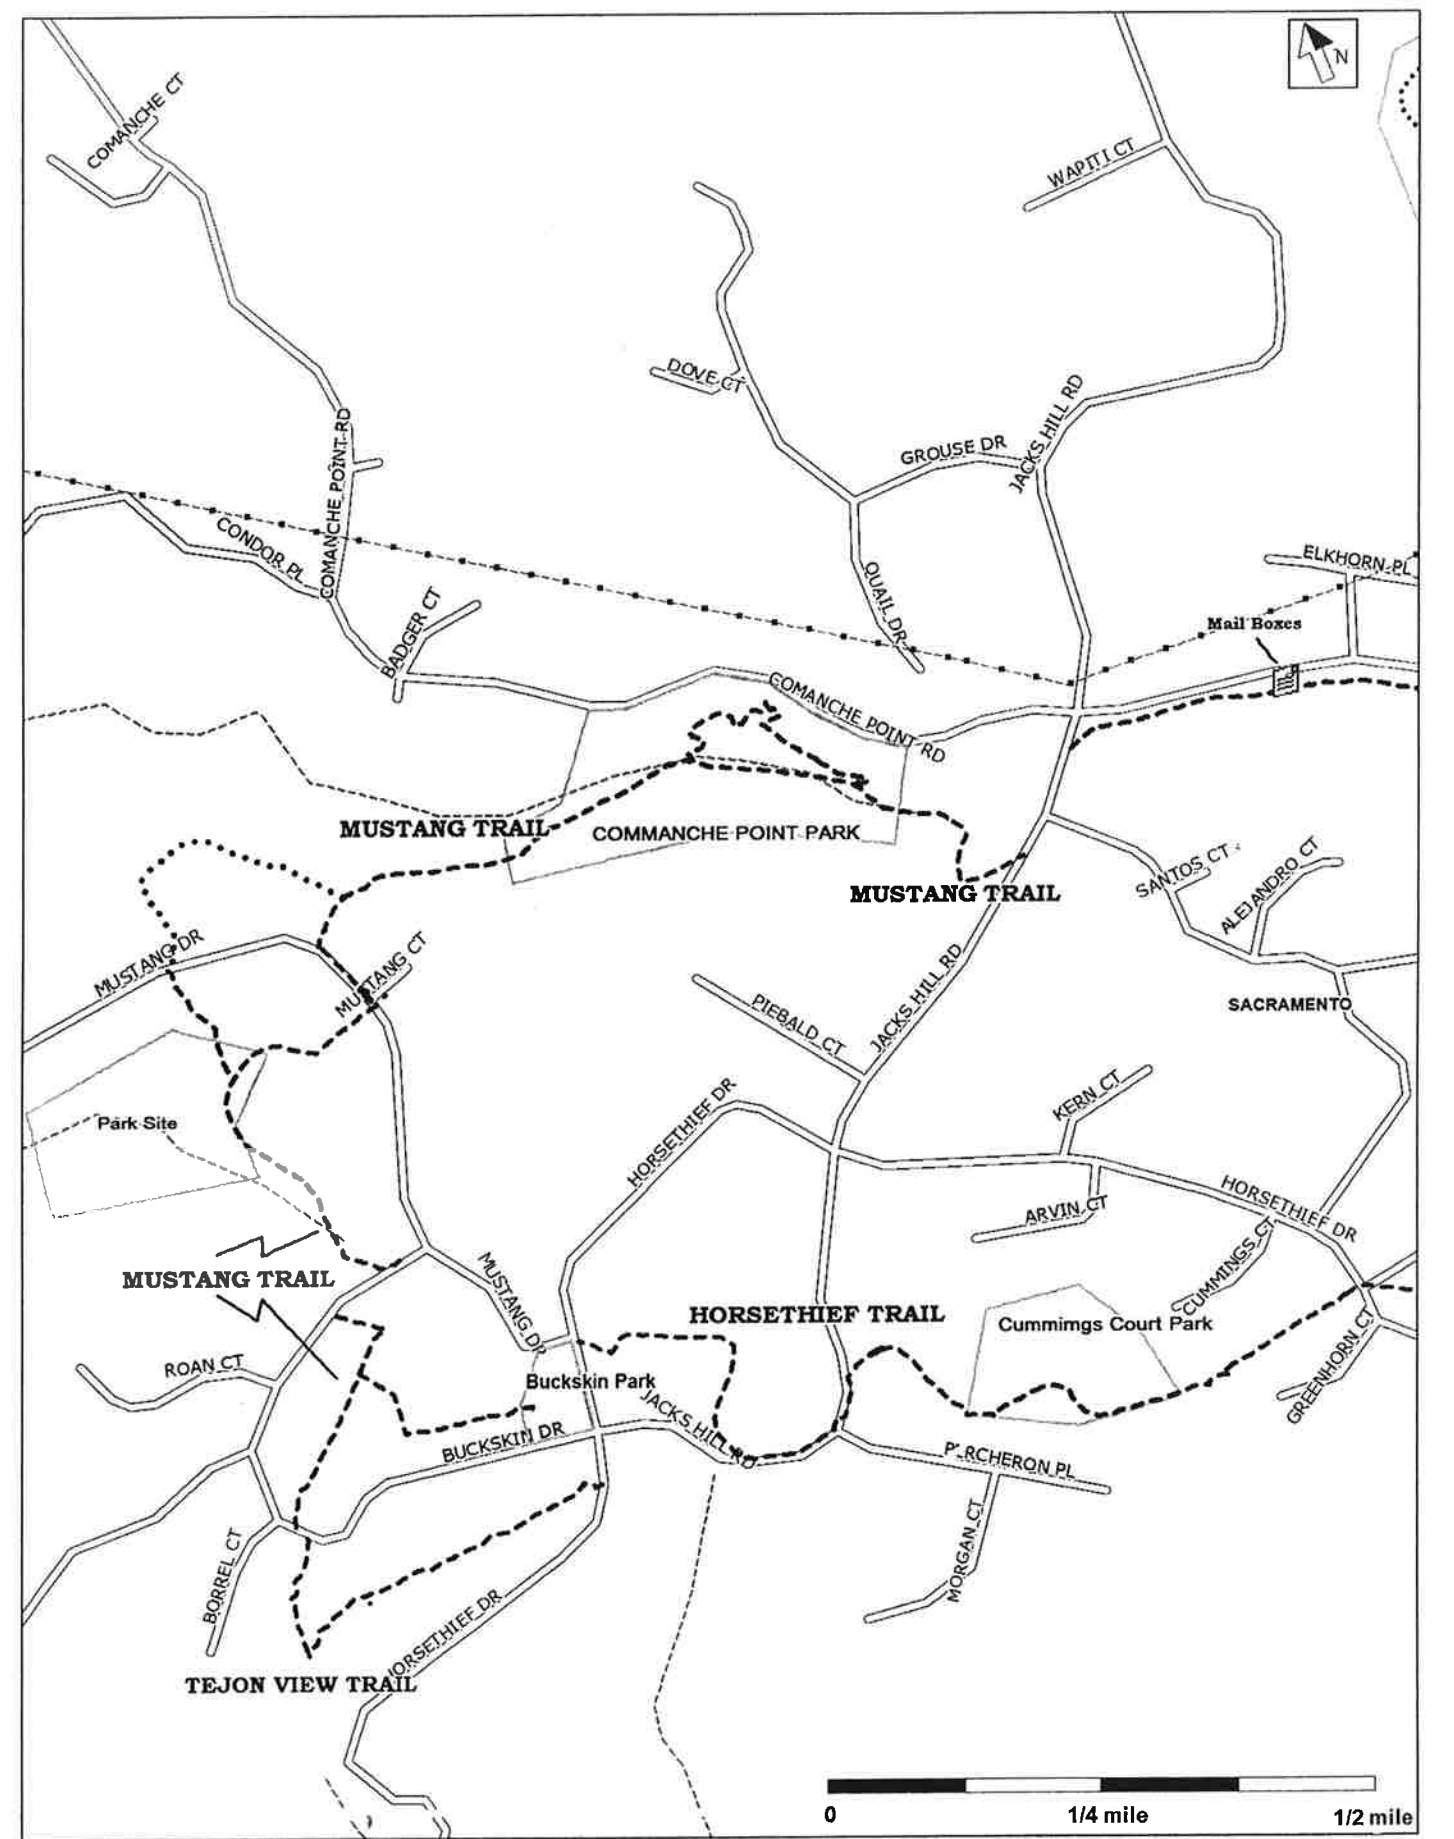 N
COMANCHE CT
WAPITI CT
DOVE CT
JACKS HILL RD
GROUSE DR
COMANCHE POINT RD
CONDOR PL
ELKHORN PL
QUAIL DR
BADGER CT
Mail Boxes
COMANCHE POINT RD
MUSTANG TRAIL
COMMANCHE POINT PARK
MUSTANG TRAIL
SANTOS CT
ALEJANDRO CT
MUSTANG DR
MUSTANG CT
JACKS HILL RD
PIEBALD CT
SACRAMENTO
Park Site
HORSETHIEF DR
KERN CT
ARVIN CT
HORSETHIEF DR
CUMMINGS CT
MUSTANG TRAIL
MUSTANG DR
HORSETHIEF TRAIL
Cummimgs Court Park
ROAN CT
Buckskin Park
GREENHORN CT
JACKS HILL RD
BUCKSKIN DR
P RCHERON PL
MORGAN CT
BORREL CT
ORSETHIEF DR
TEJON VIEW TRAIL
0
1/4 mile
1/2 mile